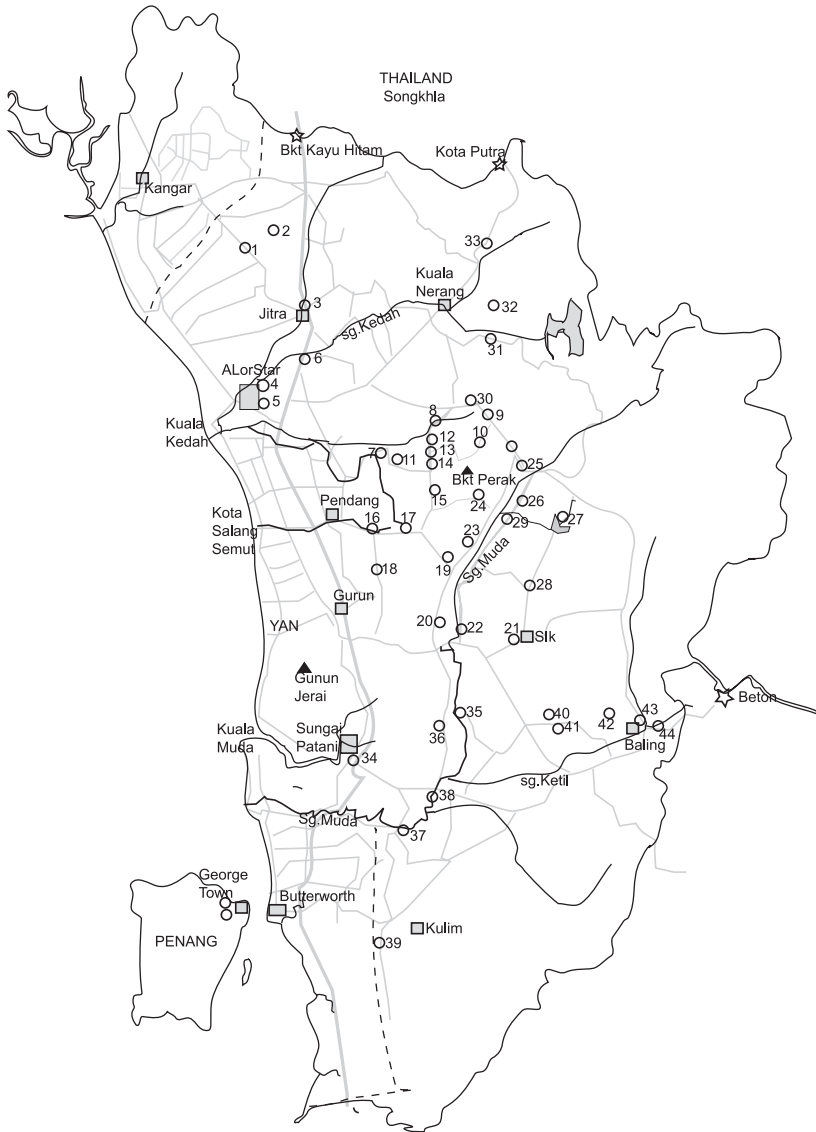 THAILAND
Songkhla
Bkt Kayu Hitam
Kota Putra
Kangar
2
1
33
Kuala
Nerang
3
32
Jitra
sg.Kedah
31
6
ALorStar
4
5
30
8
9
Kuala
Kedah
12
10
7
13
11
14
25
Bkt Perak
15
24
26
Pendang
27
Kota
Salang
Semut
16
17
29
23
Sg.Muda
19
18
28
Gurun
20
YAN
22
21
Slk
Gunun
Jerai
Beton
35
40
42
43
36
41
44
Kuala
Muda
Sungai
Patani
Baling
34
sg.Ketil
38
Sg.Muda
37
George
Town
Butterworth
Kulim
PENANG
39